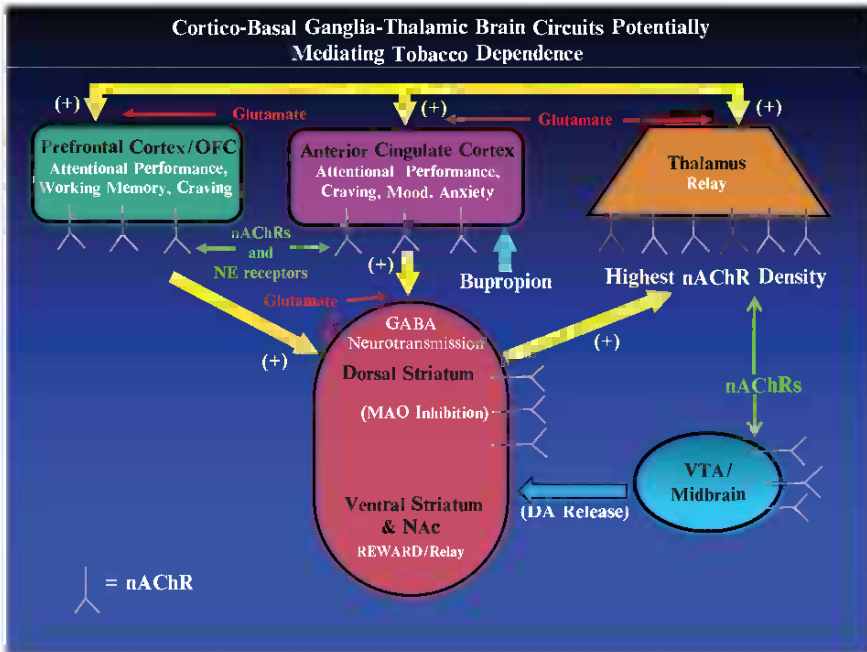 Cortico-Basal Ganglia-Thalamic Brain Circuits Potentially
Mediating Tobacco Dependence
(+)
Glutamate
(+)
Glutamate
(+)
Prefrontal Cortex/OFC
Attentional Performance,
Working Memory, Craving
Anterior Cingulate Cortex
Attentional Performance,
Craving, Mood. Anxiety
Thalamus
Relay
nAChRs
and
NE receptors
(+)
Bupropion
Highest nAChR Density
Glutamate
(+)
GABA
Neurotransmission
(+)
Dorsal Striatum
(MAO Inhibition)
nAChRs
VTA/
Midbrain
(DA Release)
Ventral Striatum
& NAc
REWARD/Relay
= nAChR